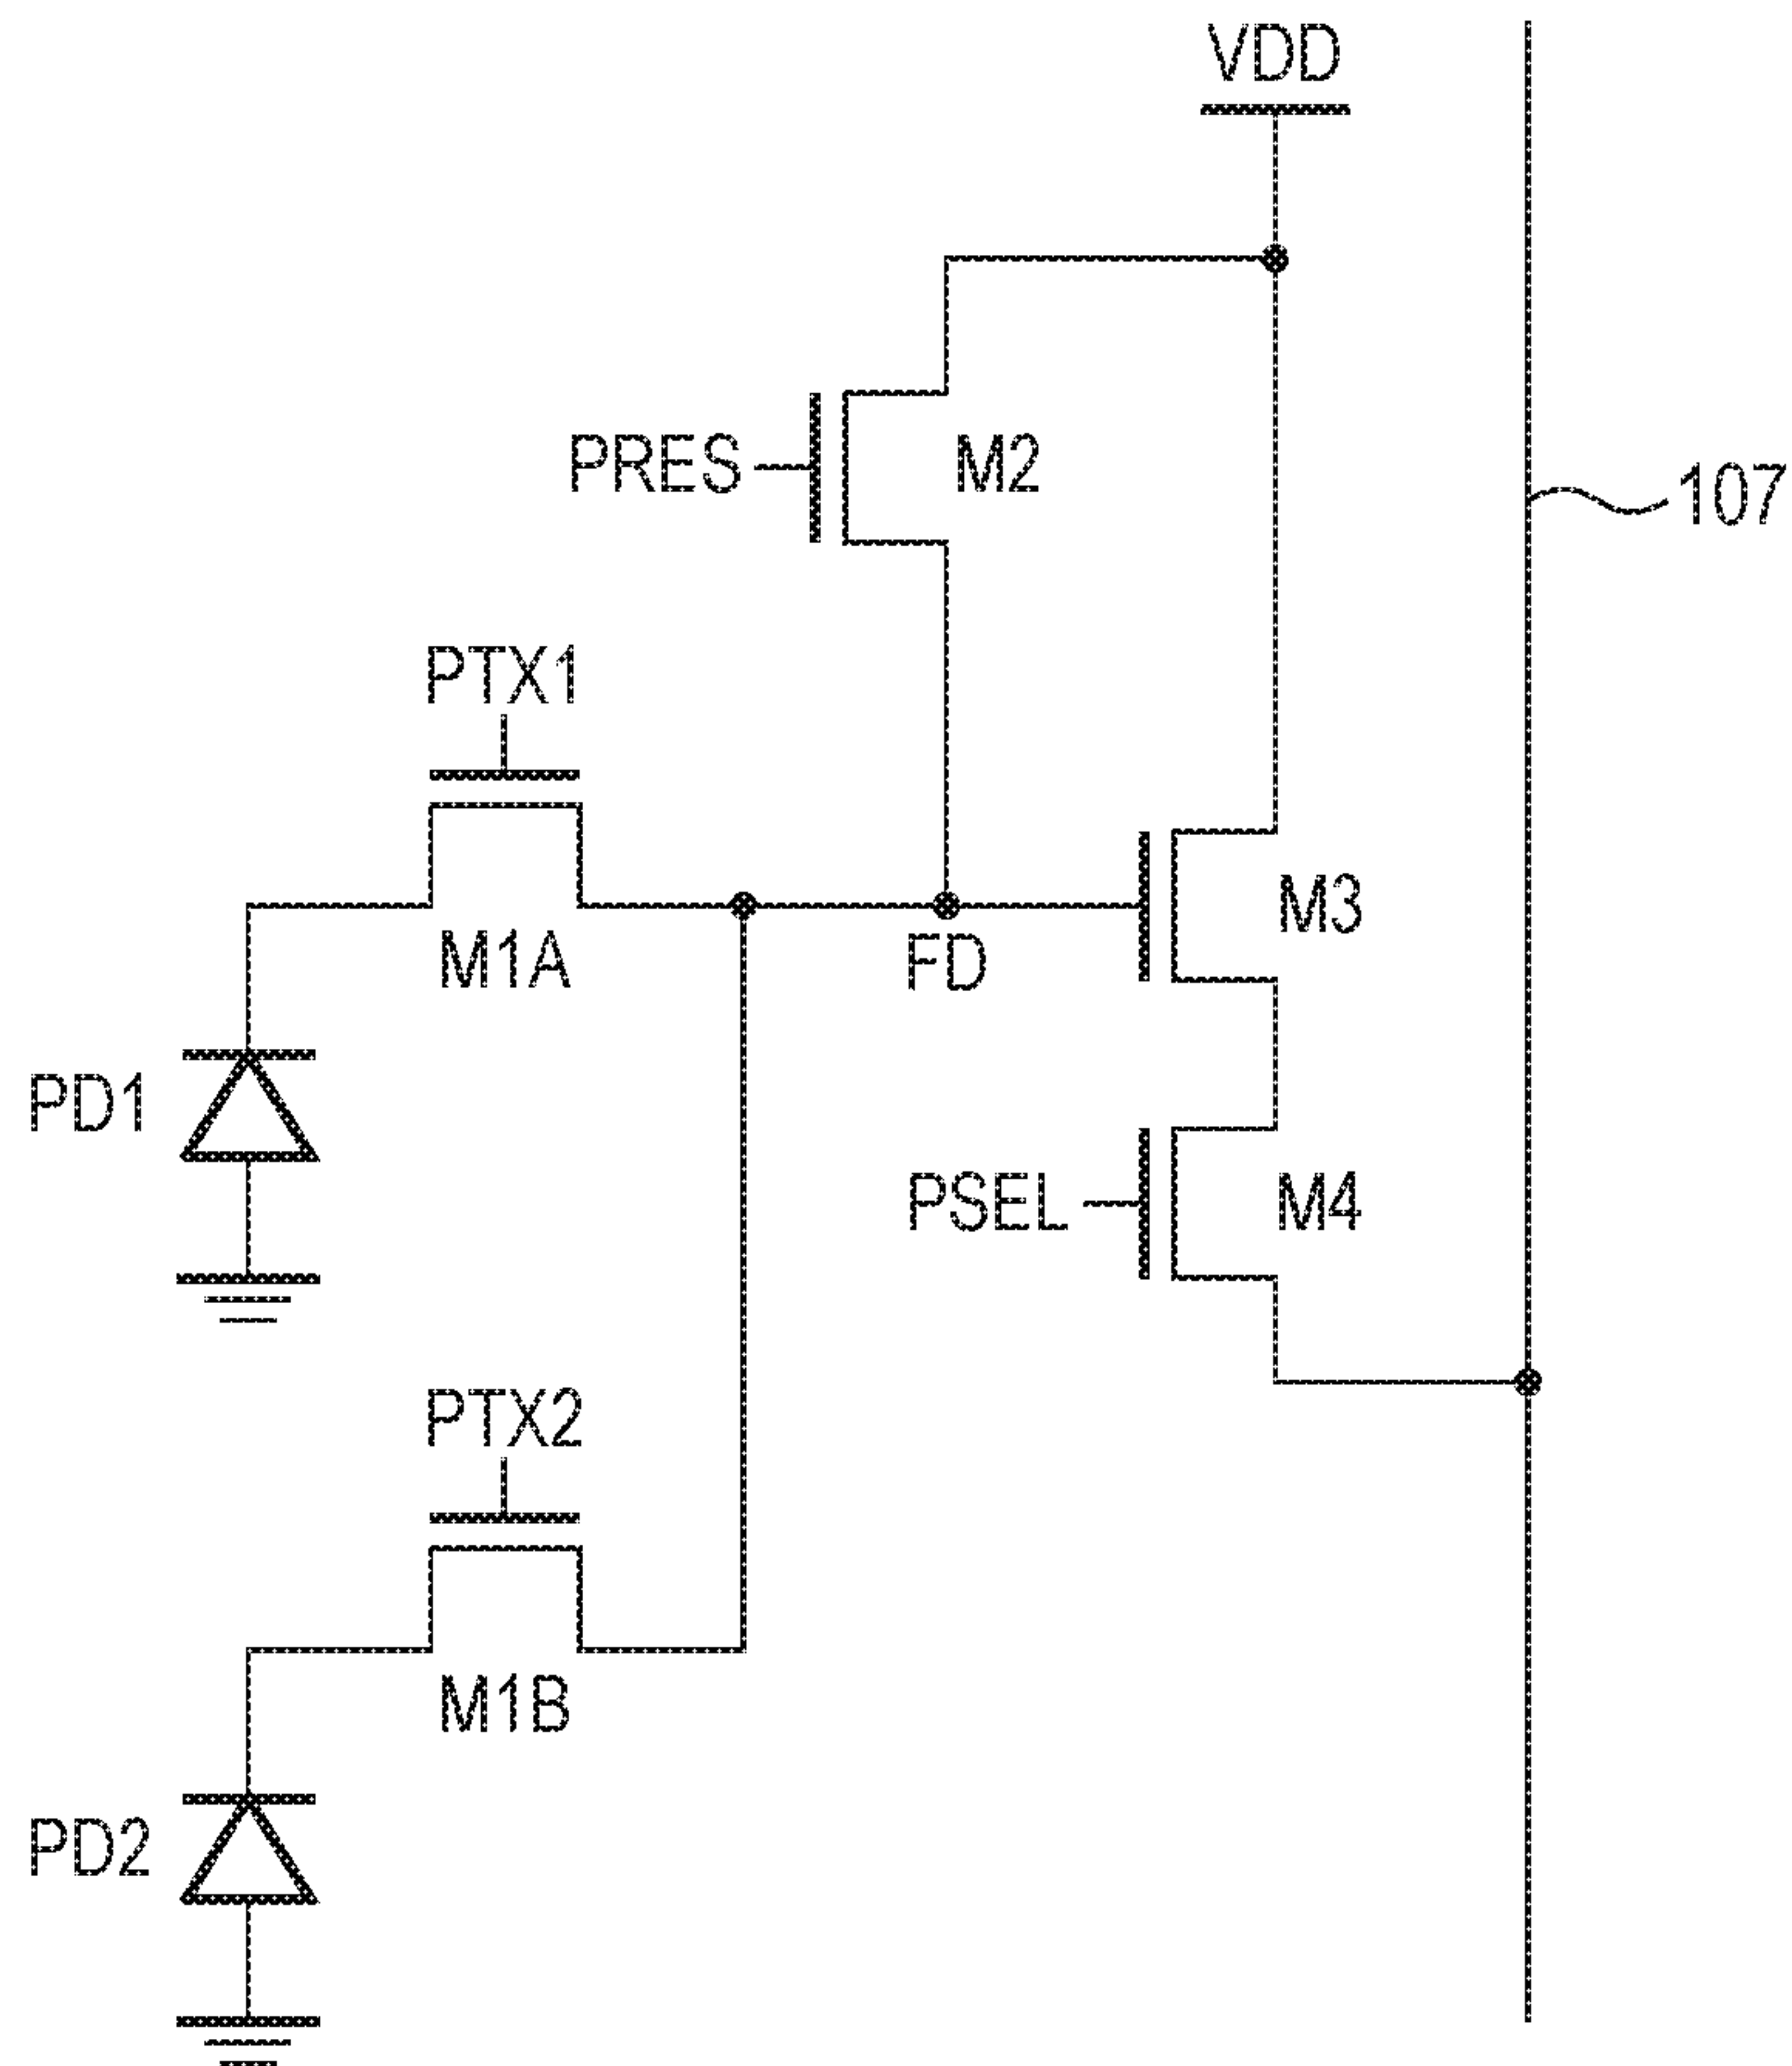 VDD
PRES
M2
107
PTX1
M3
M1A
FD
PD1
PSEL
M4
PTX2
M1B
PD2